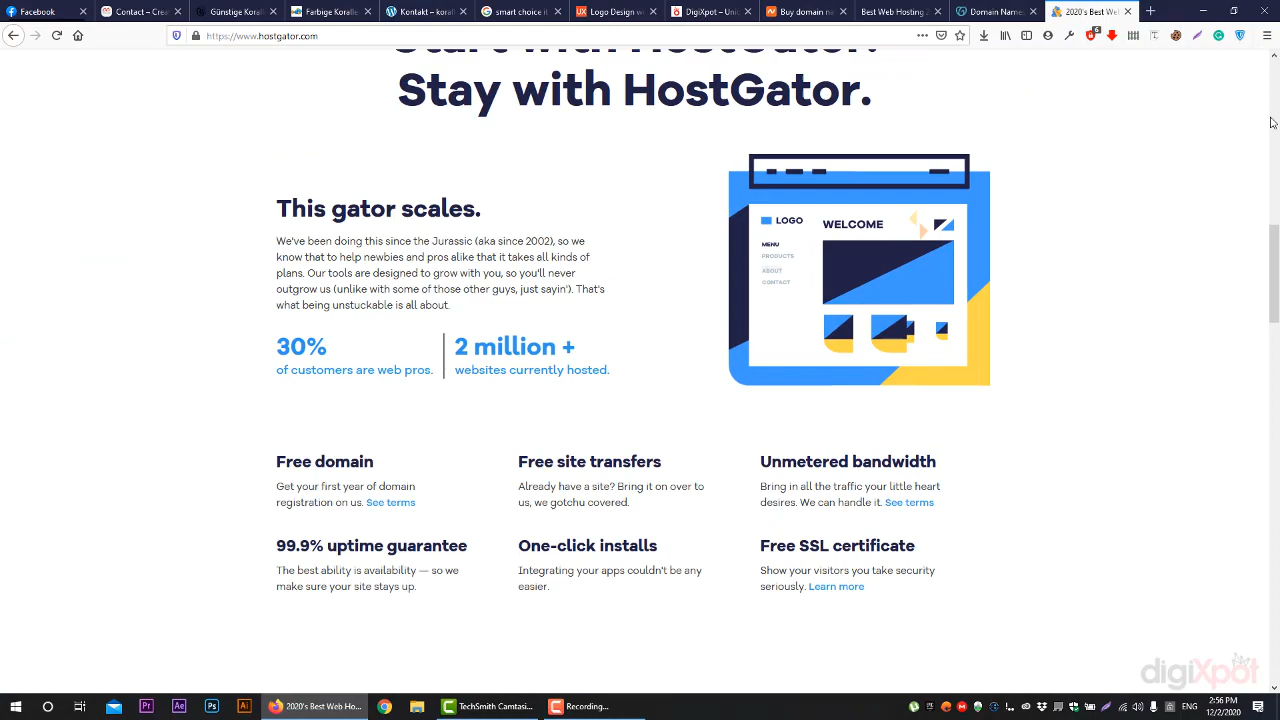 Facebook
Contact – Crea
Günstige Korall
Farbige Koralle
Kontakt – koral
smart choice i
Logo Design w
DigiXpot – Uni
Buy domain na
Best Web Hosting 2
Domain Names
2020's Best We
https://www.hostgator.com
Start with HostGator.
Stay with HostGator.
This gator scales.
We've been doing this since the Jurassic (aka since 2002), so we
know that to help newbies and pros alike that it takes all kinds of
plans. Our tools are designed to grow with you, so you'll never
outgrow us (unlike with some of those other guys, just sayin'). That's
what being unstuckable is all about.
30%
of customers are web pros.
2 million +
websites currently hosted.
LOGO
WELCOME
MENU
PRODUCTS
ABOUT
CONTACT
Free domain
Get your first year of domain
registration on us. See terms
Free site transfers
Already have a site? Bring it on over to
us, we gotchu covered.
Unmetered bandwidth
Bring in all the traffic your little heart
desires. We can handle it. See terms
99.9% uptime guarantee
The best ability is availability — so we
make sure your site stays up.
One-click installs
Integrating your apps couldn't be any
easier.
Free SSL certificate
Show your visitors you take security
seriously. Learn more
digiXpot
2020's Best Web Ho...
TechSmith Camtasi...
Recording...
ENG
2:56 PM
12/2/2020